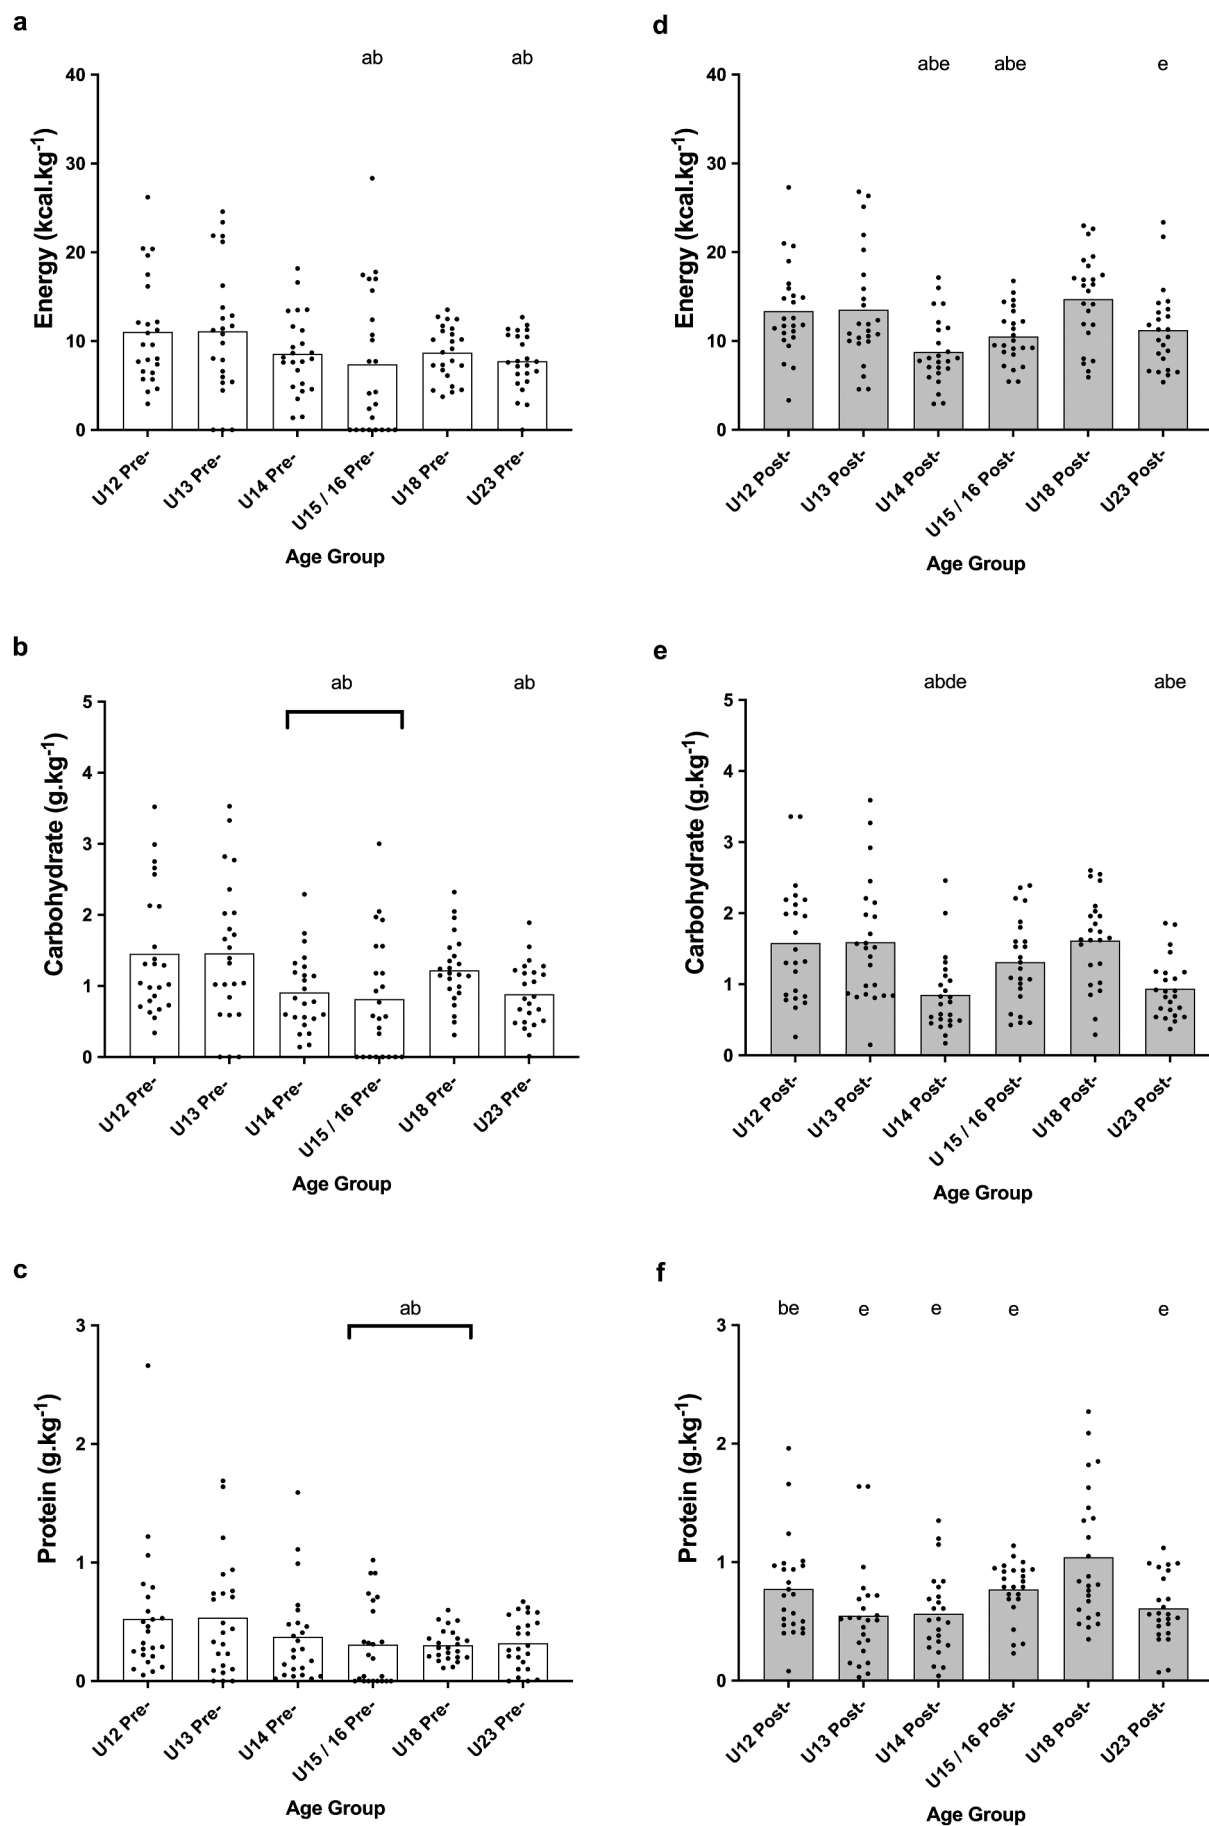 a
ab
ab
Energy (kcal.kg-1)
40
30
20
10
0
U12 Pre-
U13 Pre-
U14 Pre-
U15 / 16 Pre-
U18 Pre-
U23 Pre-
Age Group
d
abe
abe
e
Energy (kcal.kg-1)
40
30
20
10
0
U12 Post-
U13 Post-
U14 Post-
U15 / 16 Post-
U18 Post-
U23 Post-
Age Group
b
ab
ab
Carbohydrate (g.kg-1)
5
4
3
2
1
0
U12 Pre-
U13 Pre-
U14 Pre-
U15 / 16 Pre-
U18 Pre-
U23 Pre-
Age Group
e
abde
abe
Carbohydrate (g.kg-1)
5
4
3
2
1
0
U12 Post-
U13 Post-
U14 Post-
U 15 / 16 Post-
U18 Post-
U23 Post-
Age Group
c
ab
Protein (g.kg-1)
3
2
1
0
U12 Pre-
U13 Pre-
U14 Pre-
U15 / 16 Pre-
U18 Pre-
U23 Pre-
Age Group
f
be
e
e
e
e
Protein (g.kg-1)
3
2
1
0
U12 Post-
U13 Post-
U14 Post-
U15 / 16 Post-
U18 Post-
U23 Post-
Age Group